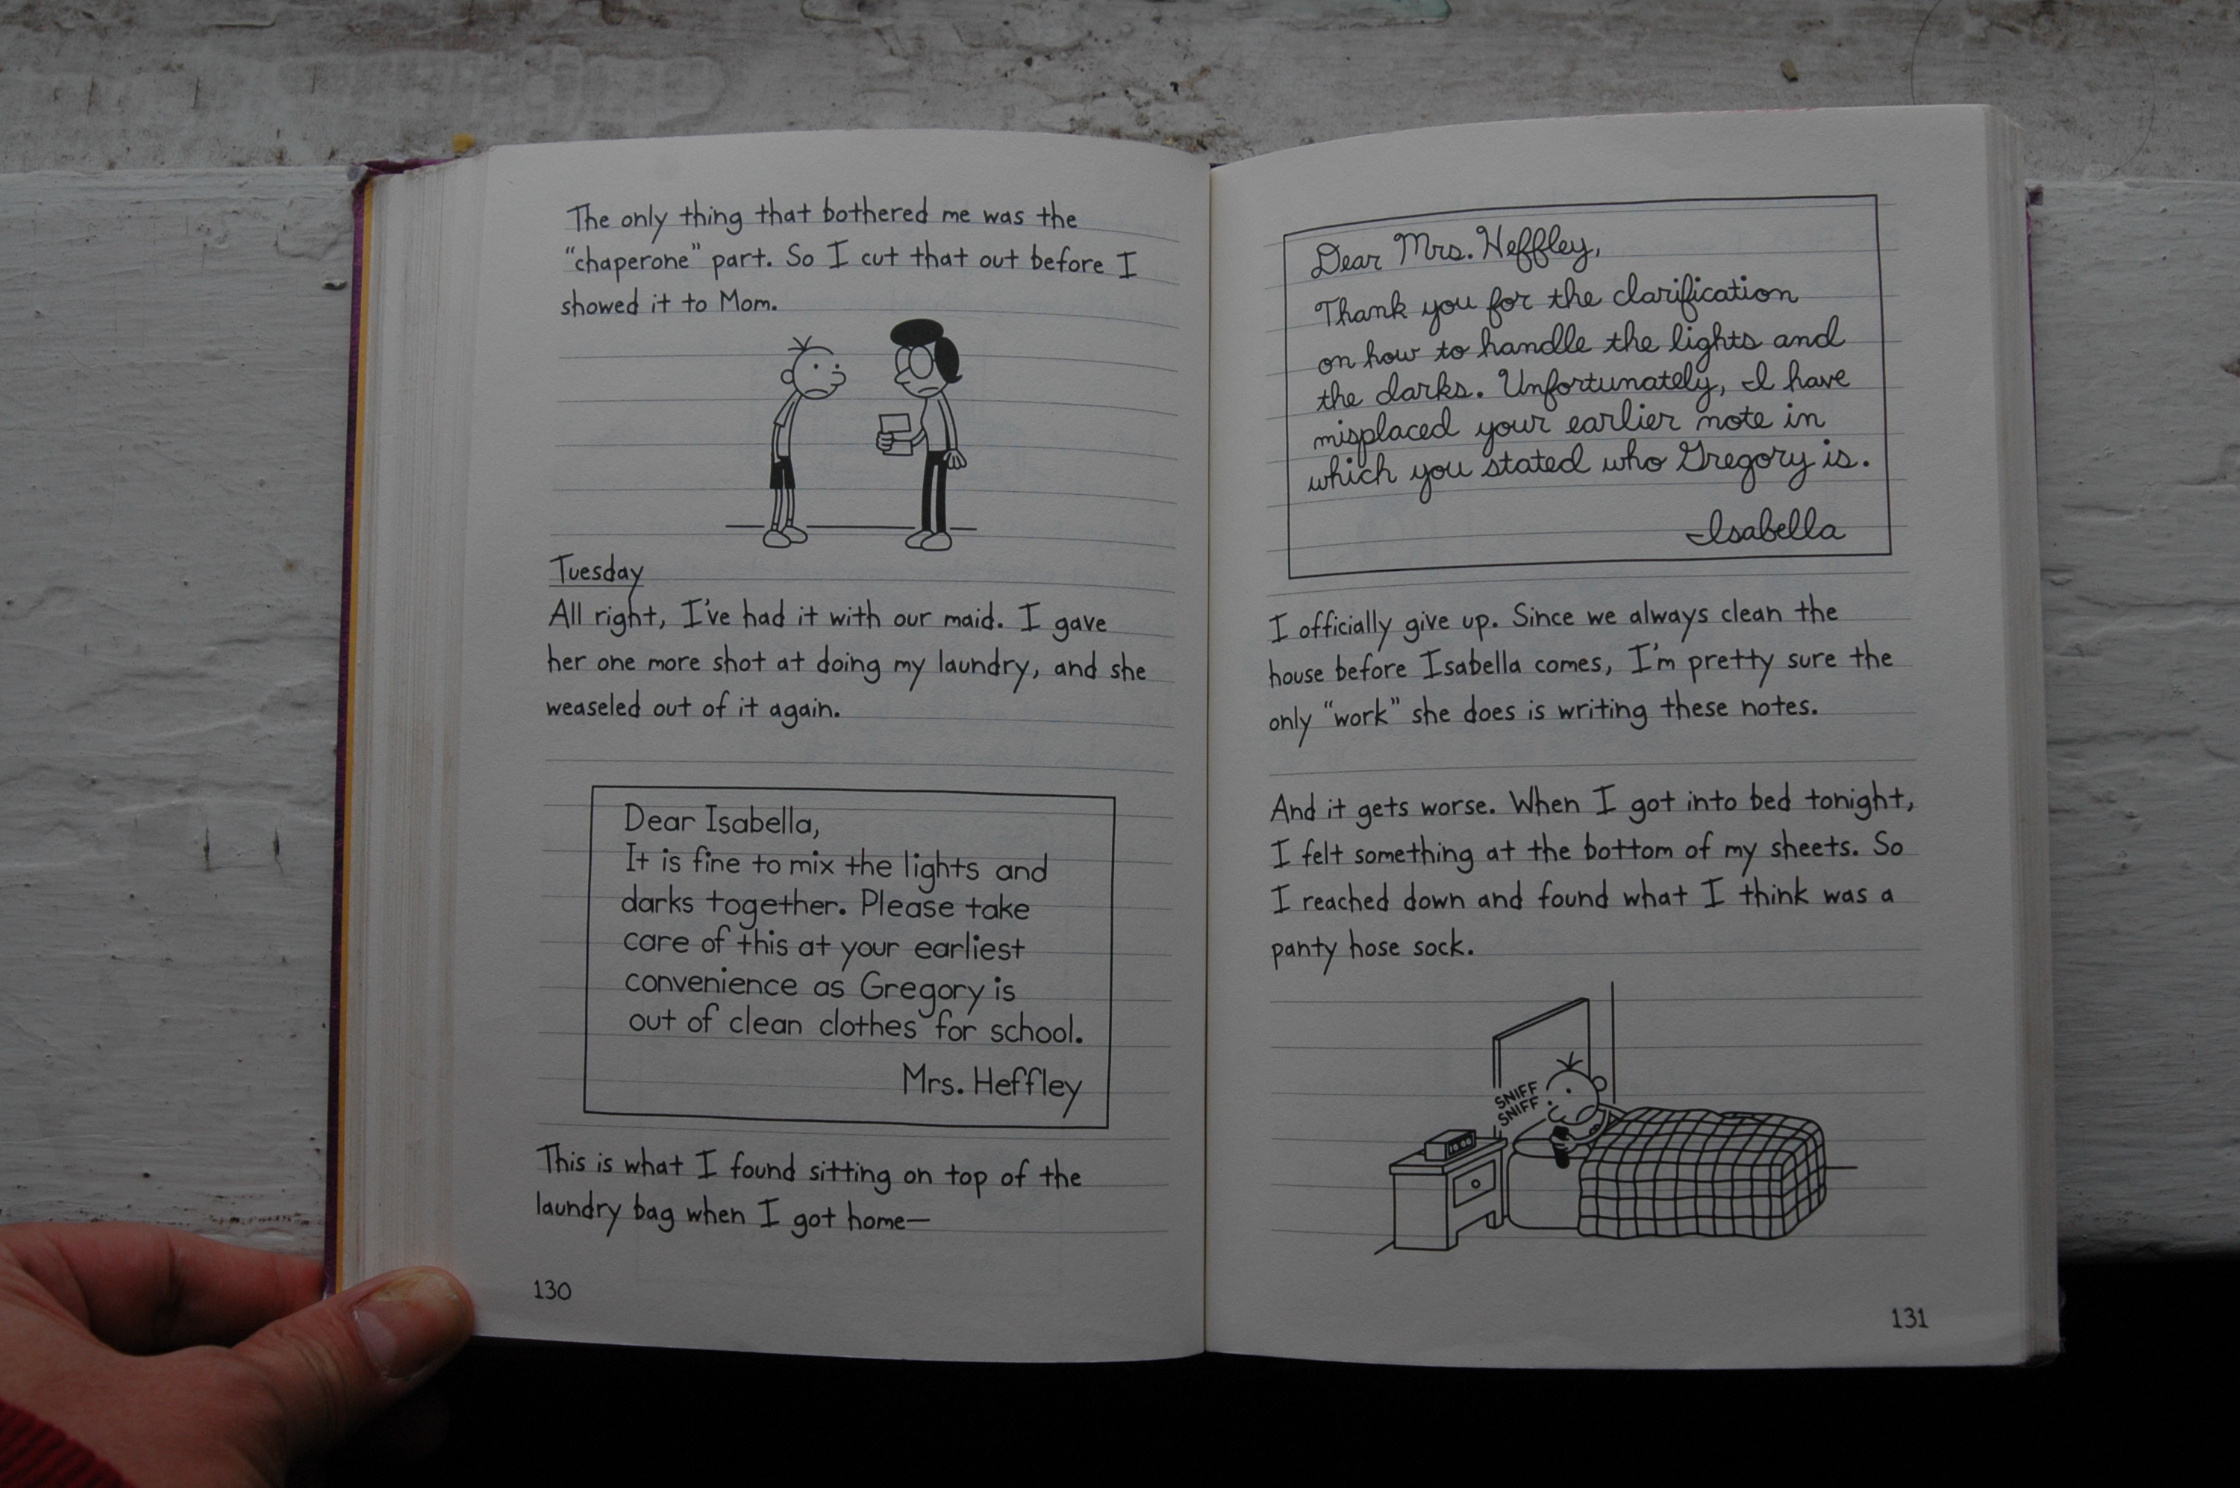 The only thing that bothered me was the
"chaperone" part. So I cut that out before I
showed it to Mom.
Tuesday
All right, I've had it with our maid. I gave
her one more shot at doing my laundry, and she
weaseled out of it again.
Dear Isabella,
It is fine to mix the lights and
darks together. Please take
care of this at your earliest
convenience as Gregory is
out of clean clothes for school.
Mrs. Heffley
This is what I found sitting on top of the
laundry bag when I got home—
130
Dear Mrs. Heffley,
Thank you for the clarification
on how to handle the lights and
the darks. Unfortunately, I have
misplaced your earlier note in
which you stated who Gregory is.
Isabella
I officially give up. Since we always clean the
house before Isabella comes, I'm pretty sure the
only "work" she does is writing these notes.
And it gets worse. When I got into bed tonight,
I felt something at the bottom of my sheets. So
I reached down and found what I think was a
panty hose sock.
SNIFF
SNIFF
131